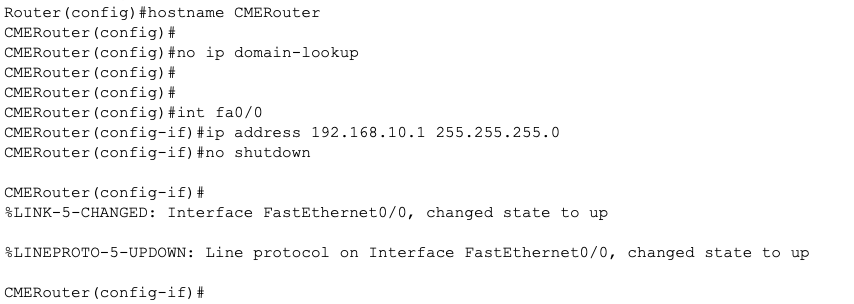 Router(config)#hostname CMERouter
CMERouter(config)#
CMERouter(config)#no ip domain-lookup
CMERouter(config)#
CMERouter(config)#
CMERouter(config)#int fa0/0
CMERouter(config-if)#ip address 192.168.10.1 255.255.255.0
CMERouter(config-if)#no shutdown
CMERouter(config-if)#
%LINK-5-CHANGED: Interface FastEthernet0/0, changed state to up
%LINEPROTO-5-UPDOWN: Line protocol on Interface FastEthernet0/0, changed state to up
CMERouter(config-if)#